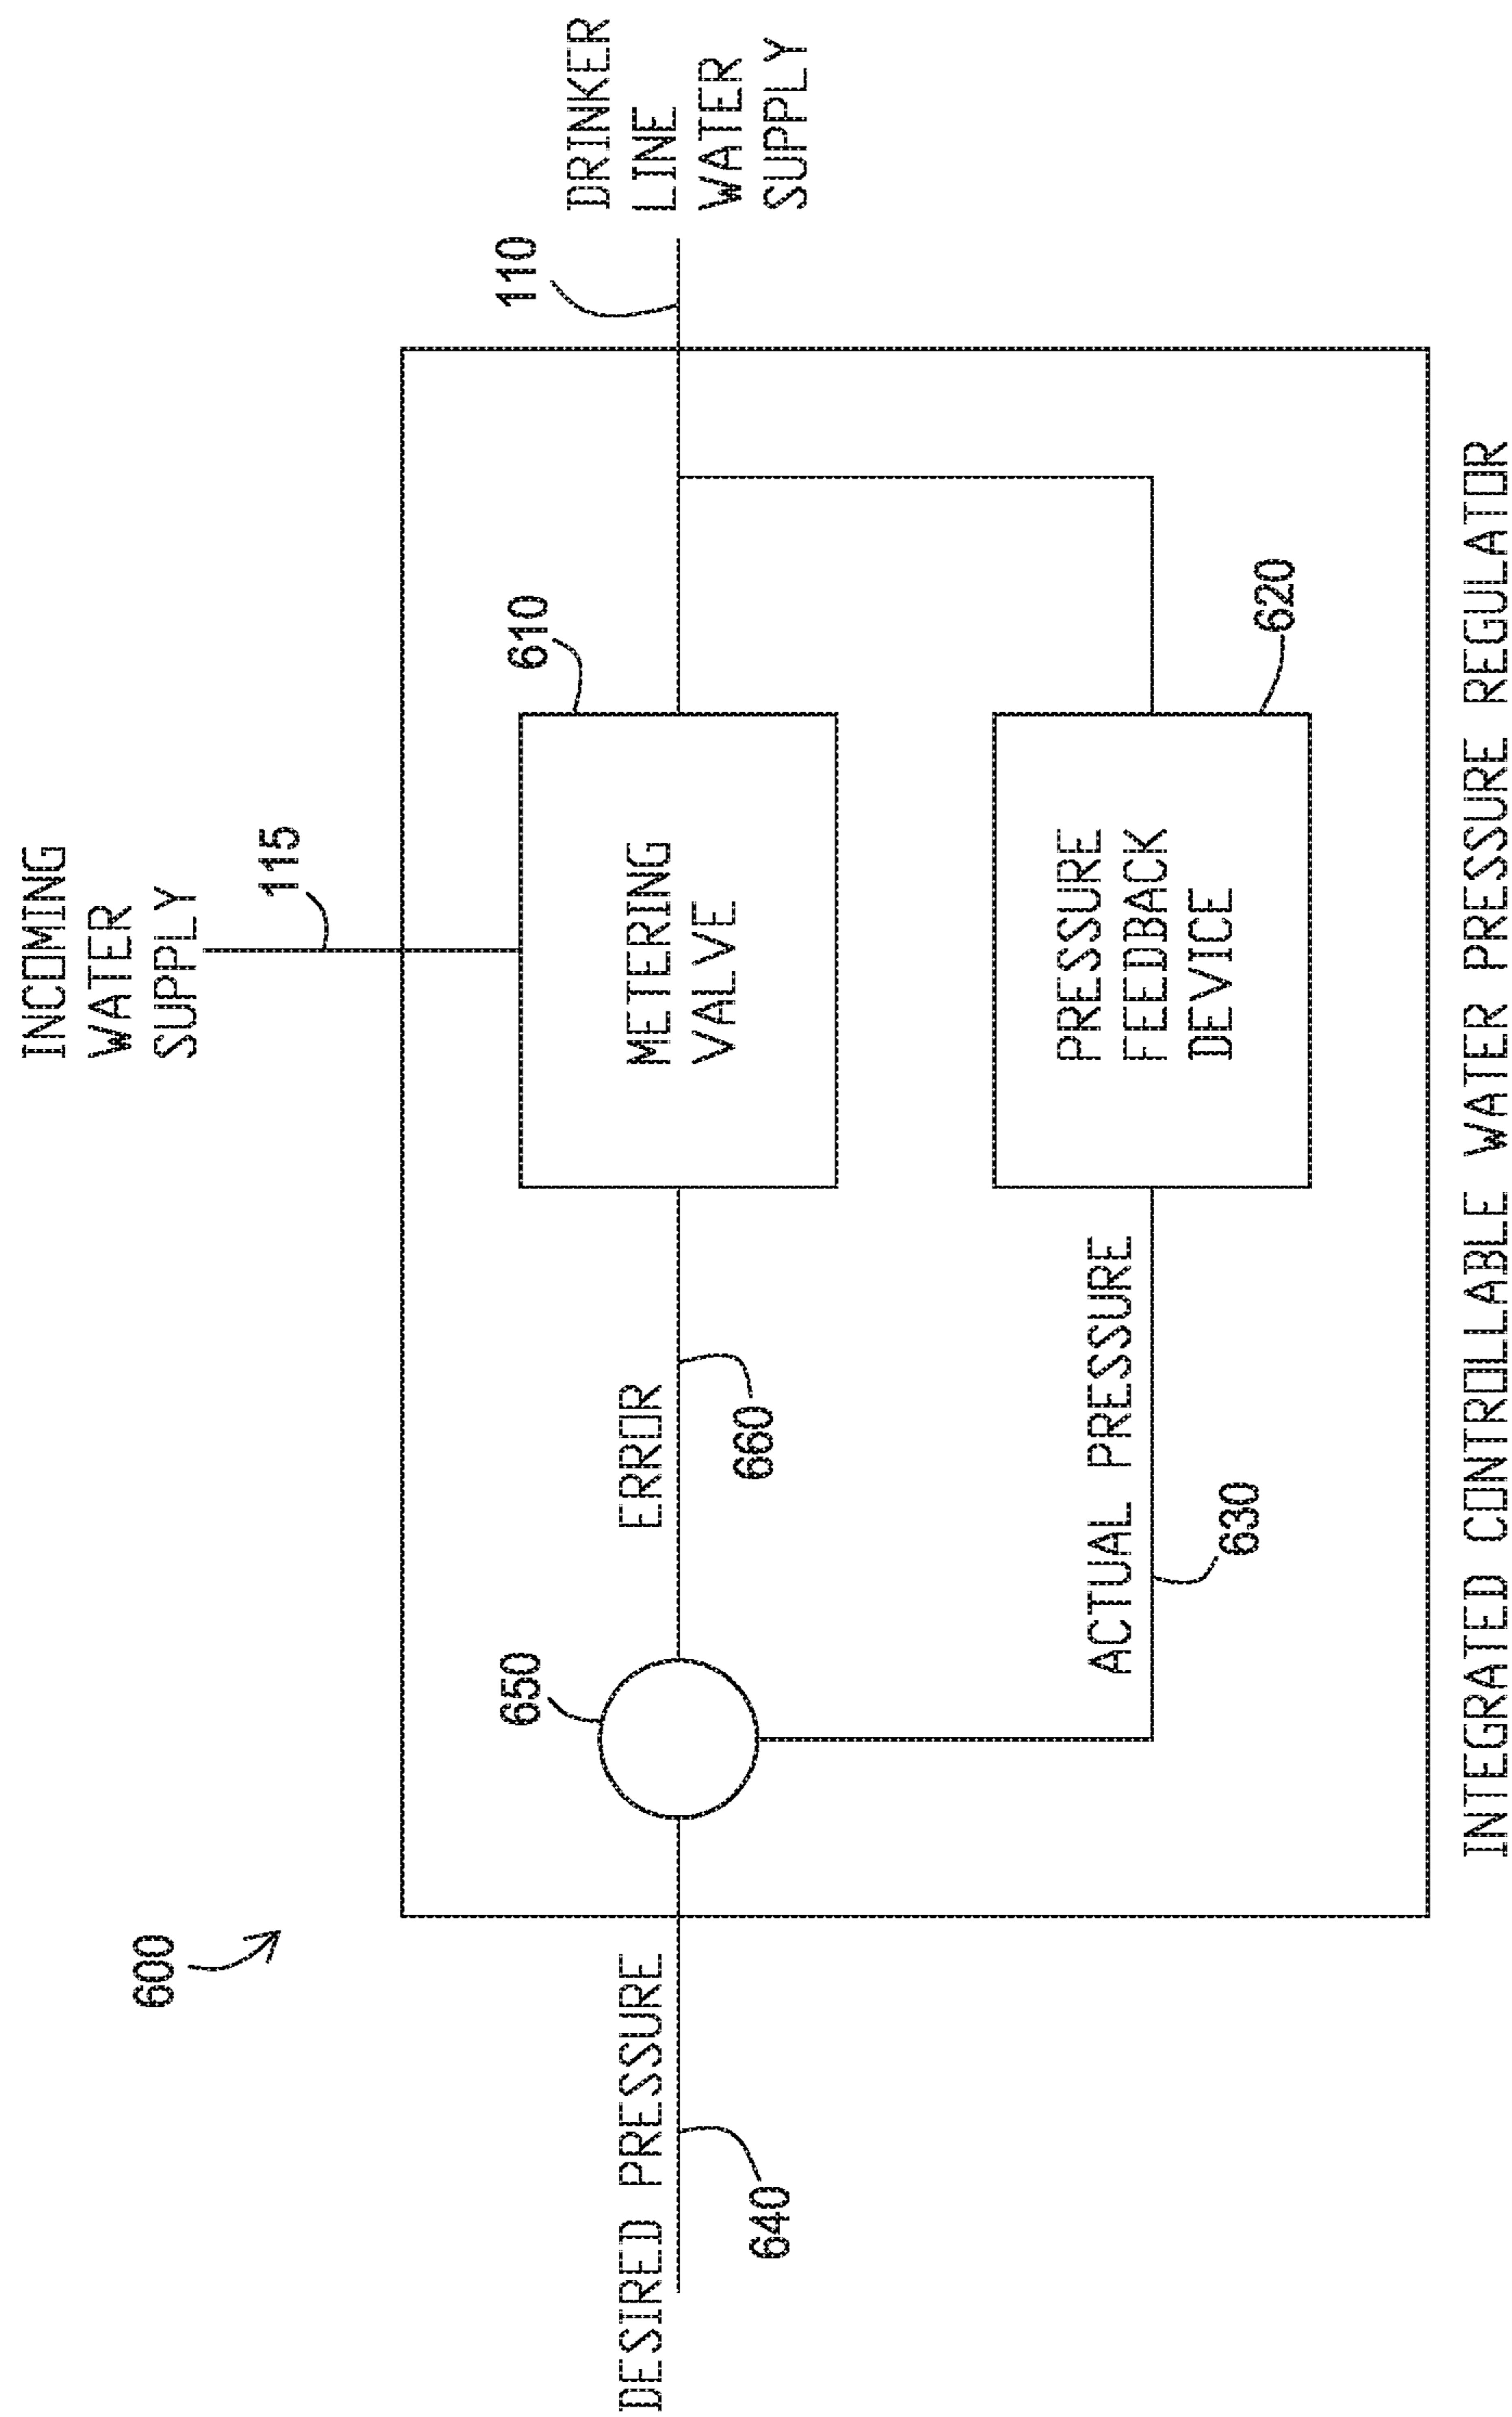 INCOMING
WATER
SUPPLY
115
600
650
610
110
DRINKER
LINE
WATER
SUPPLY
DESIRED PRESSURE
640
ERROR
660
METERING
VALVE
ACTUAL PRESSURE
630
PRESSURE
FEEDBACK
DEVICE
620
INTEGRATED CONTROLLABLE WATER PRESSURE REGULATOR